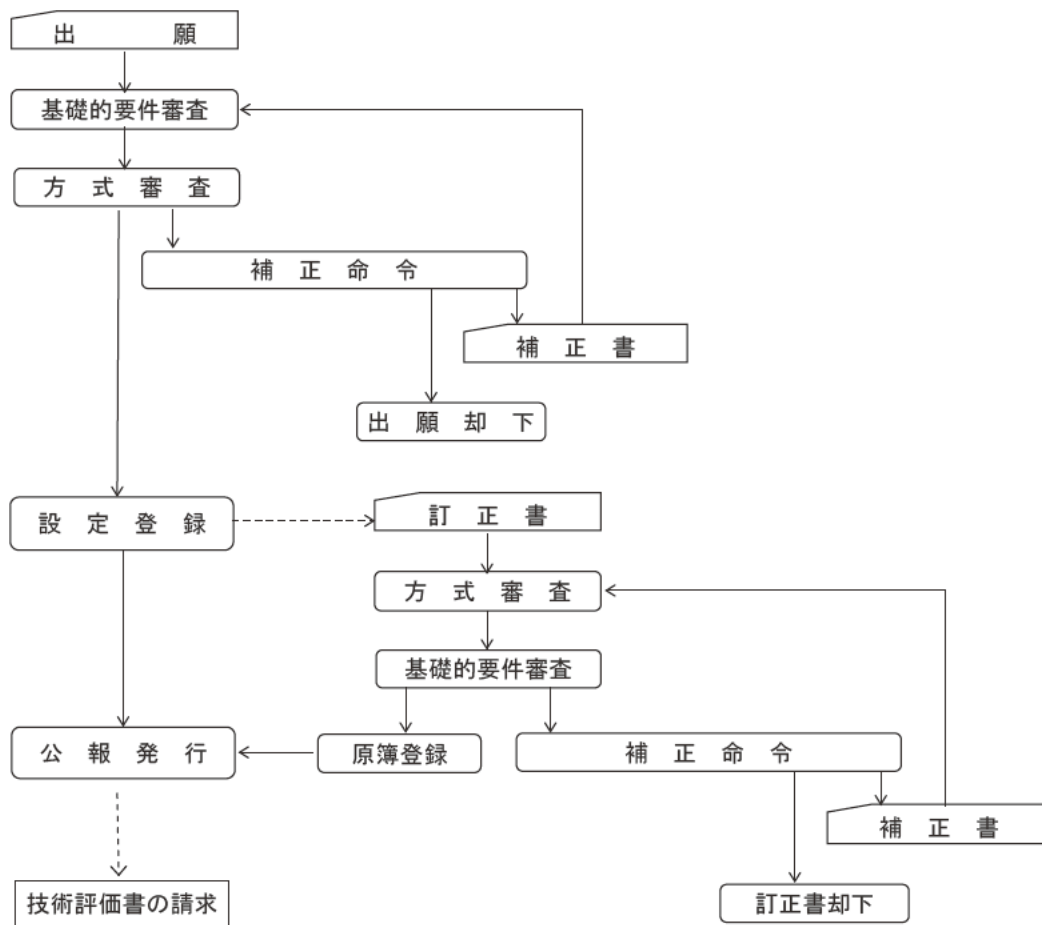 出願
基礎的要件審査
方式審査
補正命令
補正書
出願却下
設定登録
訂正書
方式審査
基礎的要件審査
公報発行
原簿登録
補正命令
補正書
技術評価書の請求
訂正書却下